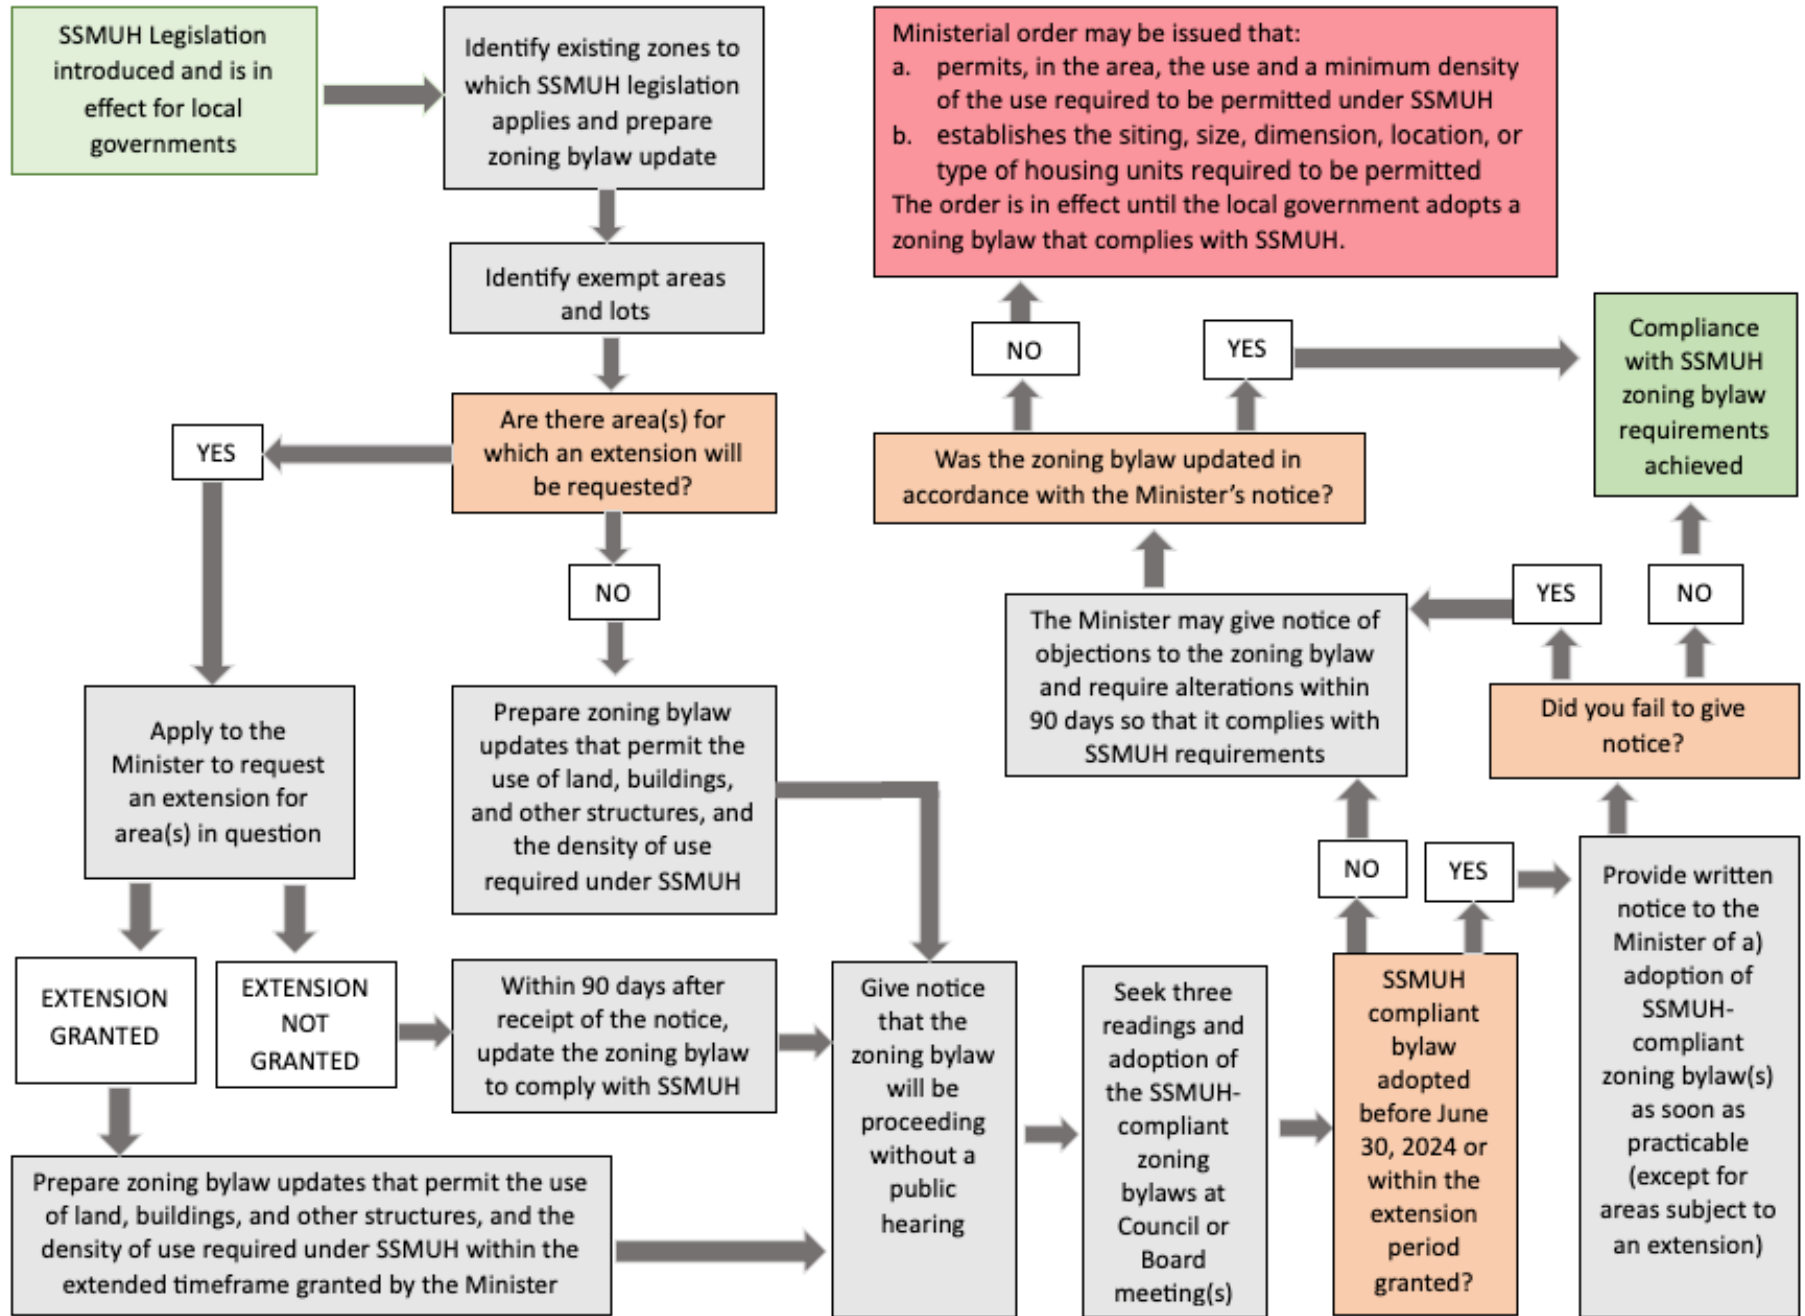 SSMUH Legislation
introduced and is in
effect for local
governments
Identify existing zones to
which SSMUH legislation
applies and prepare
zoning bylaw update
Identify exempt areas
and lots
Are there area(s) for
which an extension will
be requested?
YES
NO
Apply to the
Minister to request
an extension for
area(s) in question
Prepare zoning bylaw
updates that permit the
use of land, buildings,
and other structures, and
the density of use
required under SSMUH
EXTENSION
GRANTED
EXTENSION
NOT
GRANTED
Within 90 days after
receipt of the notice,
update the zoning bylaw
to comply with SSMUH
Prepare zoning bylaw updates that permit the use
of land, buildings, and other structures, and the
density of use required under SSMUH within the
extended timeframe granted by the Minister
Give notice
that the
zoning bylaw
will be
proceeding
without a
public
hearing
Seek three
readings and
adoption of
the SSMUH-
compliant
zoning
bylaws at
Council or
Board
meeting(s)
SSMUH
compliant
bylaw
adopted
before June
30, 2024 or
within the
extension
period
granted?
NO
YES
Provide written
notice to the
Minister of a)
adoption of
SSMUH-
compliant
zoning bylaw(s)
as soon as
practicable
(except for
areas subject to
an extension)
Did you fail to give
notice?
YES
NO
The Minister may give notice of
objections to the zoning bylaw
and require alterations within
90 days so that it complies with
SSMUH requirements
Was the zoning bylaw updated in
accordance with the Minister's notice?
NO
YES
Compliance
with SSMUH
zoning bylaw
requirements
achieved
Ministerial order may be issued that:
a. permits, in the area, the use and a minimum density
of the use required to be permitted under SSMUH
b. establishes the siting, size, dimension, location, or
type of housing units required to be permitted
The order is in effect until the local government adopts a
zoning bylaw that complies with SSMUH.